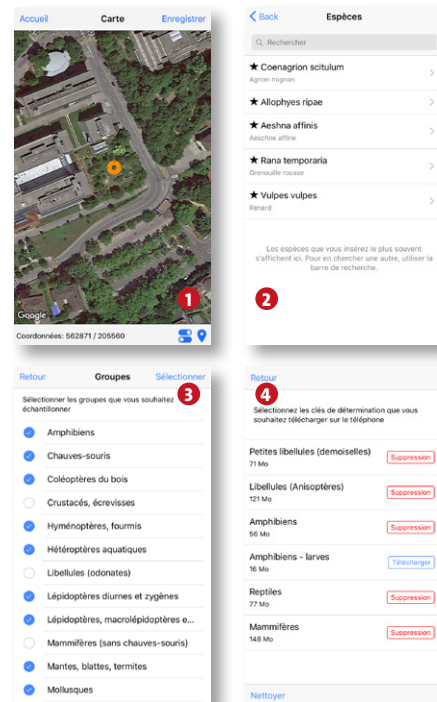 Accueil Carte Enregistrer
Google
1
Coordonnées: 562871 / 205560
Back Espèces
Rechercher
★ Coenagrion scitulum
Agrion mignon
★ Allophyes ripae
★ Aeshna affinis
Aeschne affine
★ Rana temporaria
Grenouille rousse
★ Vulpes vulpes
Renard
Les espèces que vous insérez le plus souvent
s'affichent ici. Pour en chercher une autre, utiliser la
barre de recherche.
2
Retour Groupes Sélectionner
3
Sélectionner les groupes que vous souhaitez
échantillonner
Amphibiens
Chauves-souris
Coléoptères du bois
Crustacés, écrevisses
Hyménoptères, fourmis
Hétéroptères aquatiques
Libellules (odonates)
Lépidoptères diurnes et zygènes
Lépidoptères, macrolépidoptères e...
Mammifères (sans chauves-souris)
Mantes, blattes, termites
Mollusques
Retour
4
Sélectionnez les clés de détermination que vous
souhaitez télécharger sur le téléphone
Petites libellules (demoiselles)
71 Mo
Suppression
Libellules (Anisoptères)
121 Mo
Suppression
Amphibiens
56 Mo
Suppression
Amphibiens - larves
16 Mo
Télécharger
Reptiles
77 Mo
Suppression
Mammifères
148 Mo
Suppression
Nettoyer